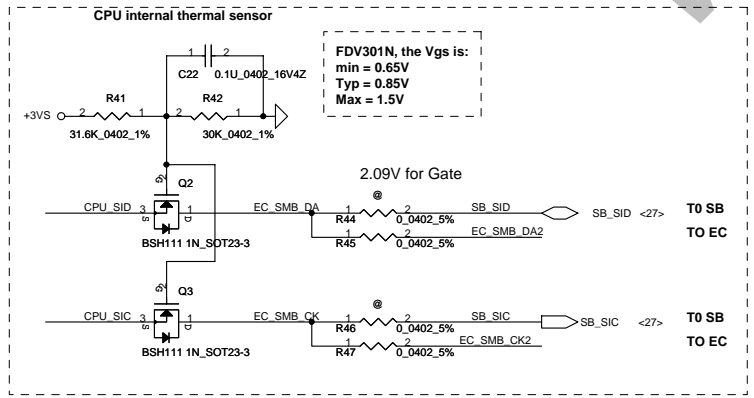 CPU internal thermal sensor
1 2
C22 0.1U_0402_16V4Z
FDV301N, the Vgs is:
min = 0.65V
Typ = 0.85V
Max = 1.5V
R41 R42
+3VS 2 1 2 1
31.6K_0402_1% 30K_0402_1%
2.09V for Gate
2 G Q2 @
CPU_SID 3 S 1 D EC_SMB_DA 1 2 SB_SID SB_SID <27> T0 SB
R44 0_0402_5%
1 2 EC_SMB_DA2 TO EC
BSH111 1N_SOT23-3 R45 0_0402_5%
2 G Q3 @
CPU_SIC 3 S 1 D EC_SMB_CK 1 2 SB_SIC SB_SIC <27> T0 SB
R46 0_0402_5%
1 2 EC_SMB_CK2 TO EC
BSH111 1N_SOT23-3 R47 0_0402_5%